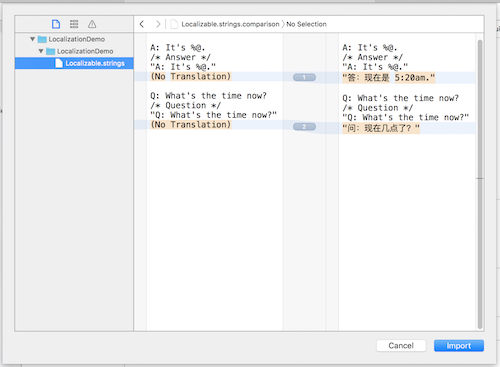 Localizable.strings.comparison 〉No Selection
LocalizationDemo
LocalizationDemo
Localizable.strings
A: It's %@.
/* Answer */
"A: It's %@."
(No Translation)
Q: What's the time now?
/* Question */
"Q: What's the time now?"
(No Translation)
1
2
A: It's %@.
/* Answer */
"A: It's %@."
"答：现在是 5:20am."
Q: What's the time now?
/* Question */
"Q: What's the time now?"
"问：现在几点了？"
Cancel
Import